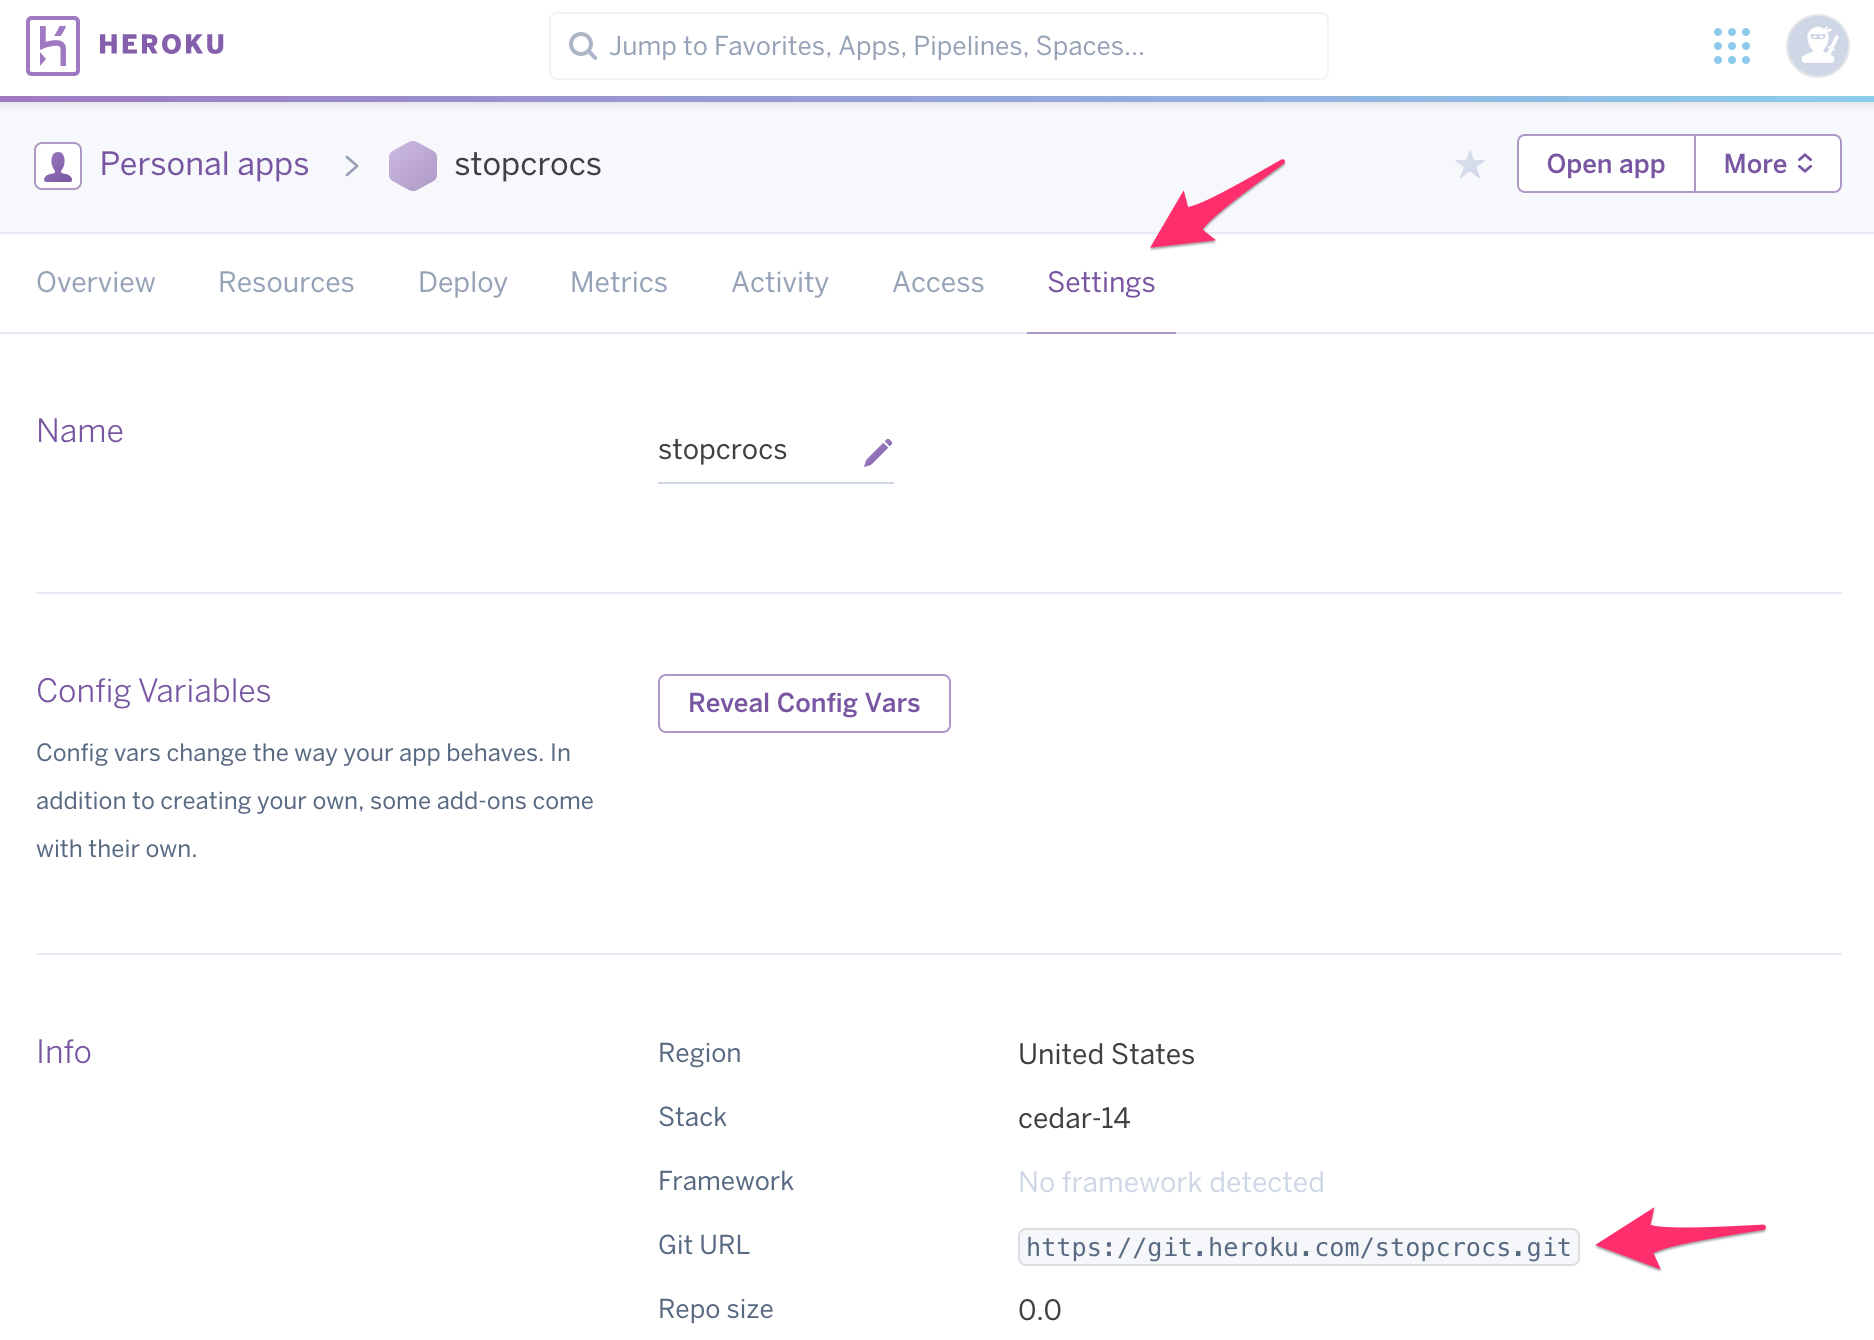 HEROKU
Jump to Favorites, Apps, Pipelines, Spaces...
Personal apps > stopcrocs
Open app
More
Overview Resources Deploy Metrics Activity Access Settings
Name
stopcrocs
Config Variables
Reveal Config Vars
Config vars change the way your app behaves. In
addition to creating your own, some add-ons come
with their own.
Info
Region United States
Stack cedar-14
Framework No framework detected
Git URL https://git.heroku.com/stopcrocs.git
Repo size 0.0